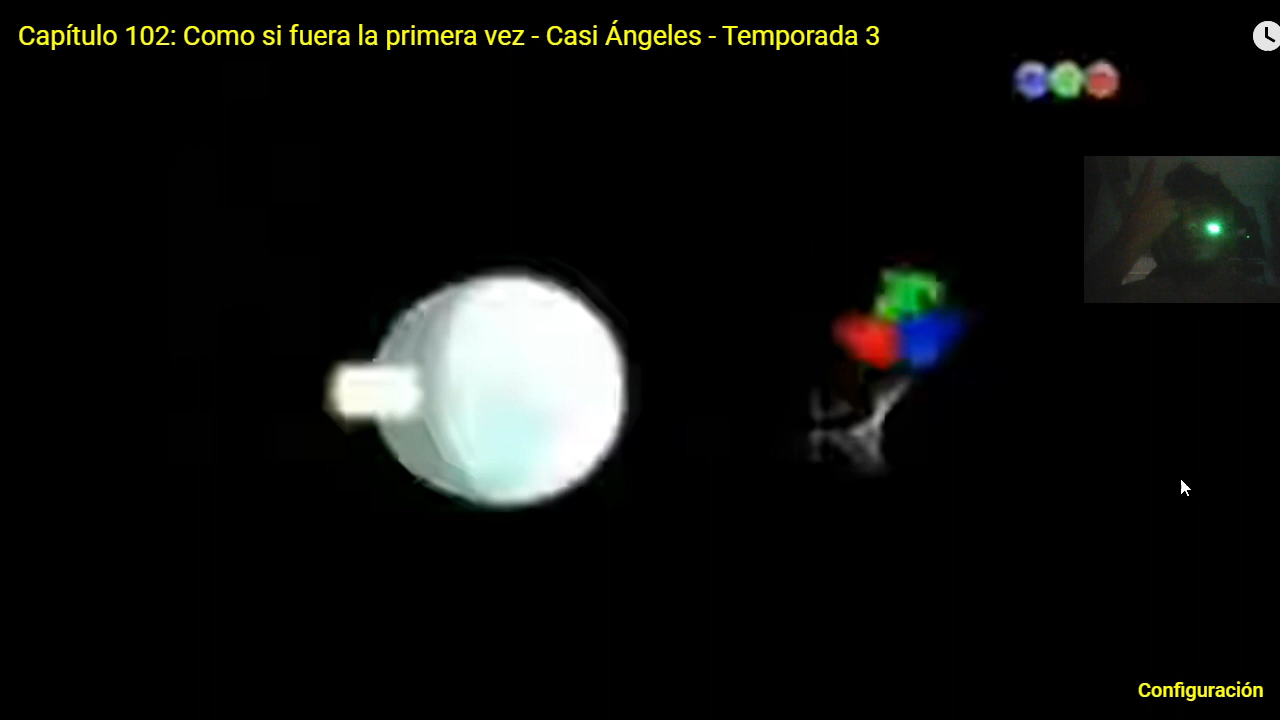 Capítulo 102: Como si fuera la primera vez - Casi Ángeles - Temporada 3
Configuración